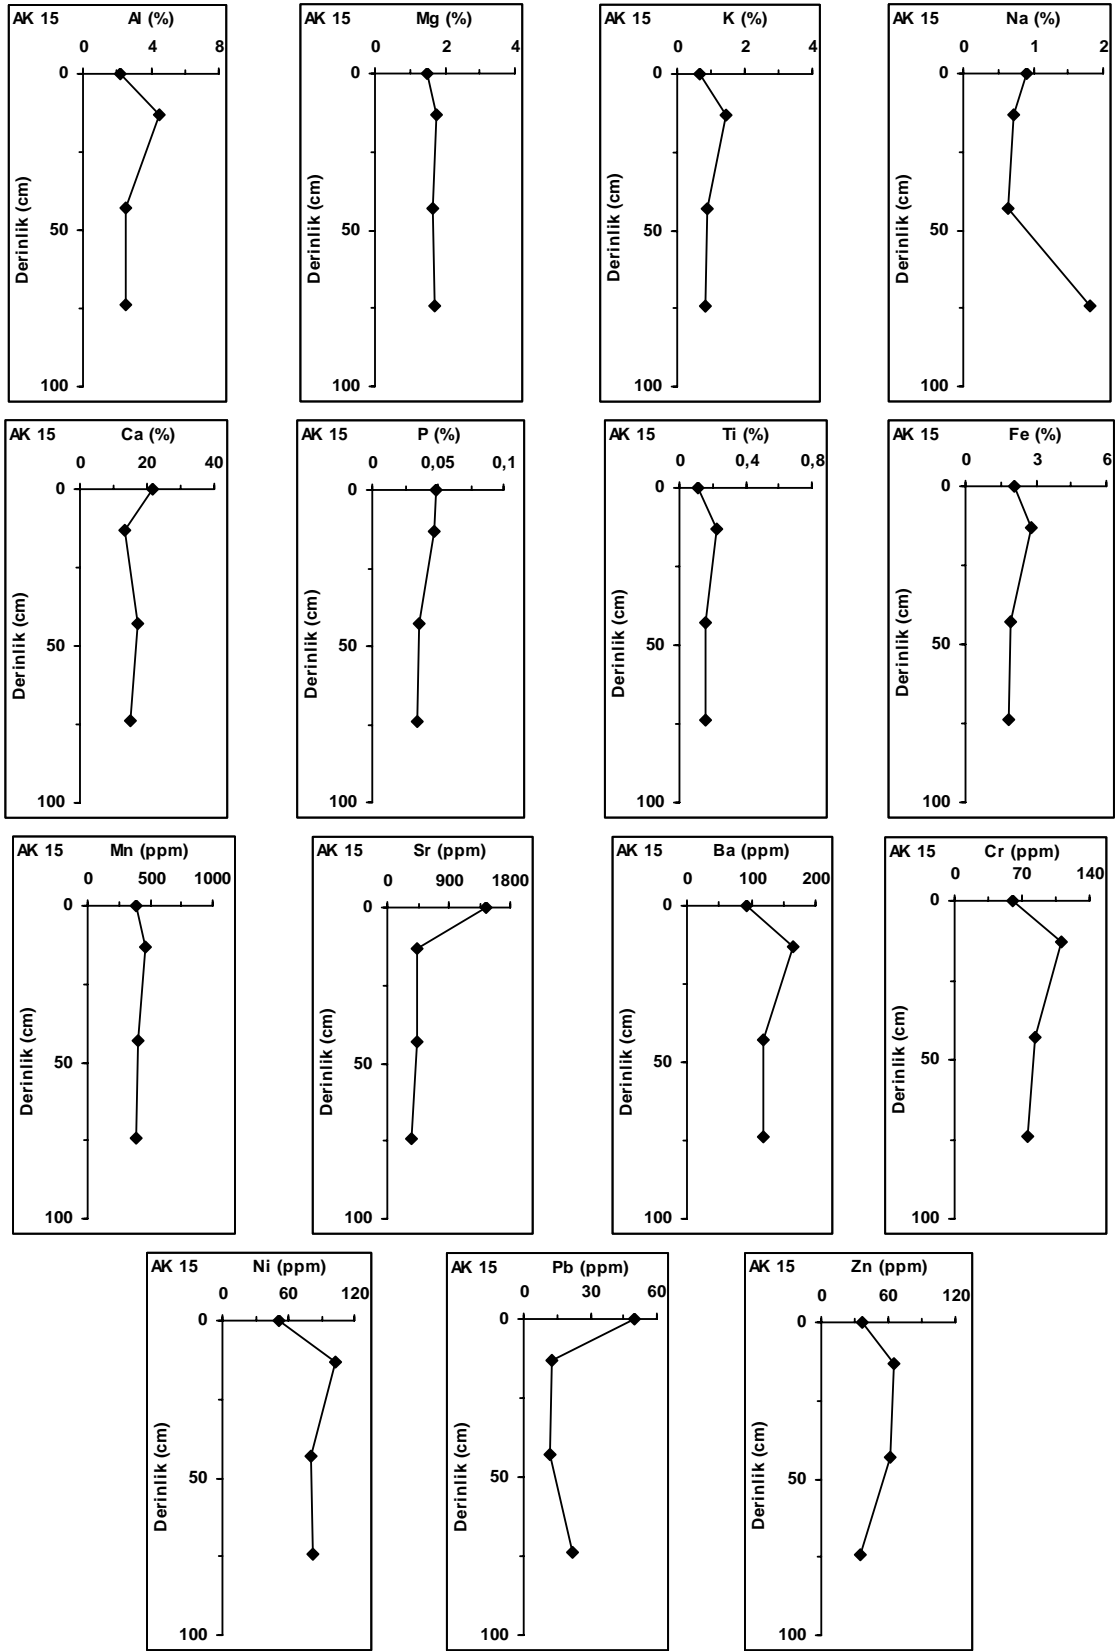 AK 15 Al (%)
0 4 8
0
50
100
Derinlik (cm)
AK 15 Mg (%)
0 2 4
0
50
100
Derinlik (cm)
AK 15 K (%)
0 2 4
0
50
100
Derinlik (cm)
AK 15 Na (%)
0 1 2
0
50
100
Derinlik (cm)
AK 15 Ca (%)
0 20 40
0
50
100
Derinlik (cm)
AK 15 P (%)
0 0,05 0,1
0
50
100
Derinlik (cm)
AK 15 Ti (%)
0 0,4 0,8
0
50
100
Derinlik (cm)
AK 15 Fe (%)
0 3 6
0
50
100
Derinlik (cm)
AK 15 Mn (ppm)
0 500 1000
0
50
100
Derinlik (cm)
AK 15 Sr (ppm)
0 900 1800
0
50
100
Derinlik (cm)
AK 15 Ba (ppm)
0 100 200
0
50
100
Derinlik (cm)
AK 15 Cr (ppm)
0 70 140
0
50
100
Derinlik (cm)
AK 15 Ni (ppm)
0 60 120
0
50
100
Derinlik (cm)
AK 15 Pb (ppm)
0 30 60
0
50
100
Derinlik (cm)
AK 15 Zn (ppm)
0 60 120
0
50
100
Derinlik (cm)